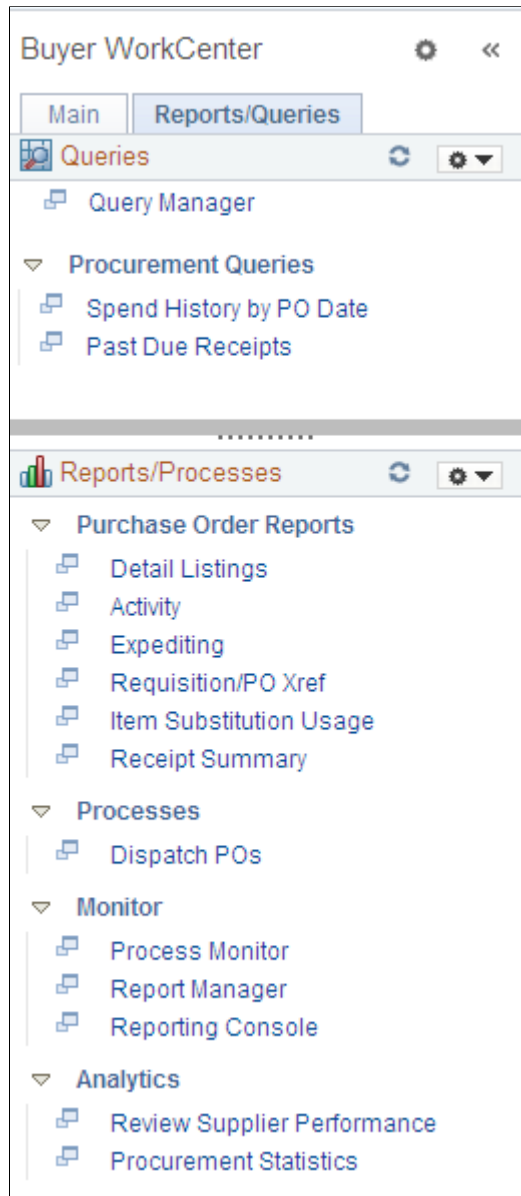 Buyer WorkCenter
Main
Reports/Queries
Queries
Query Manager
Procurement Queries
Spend History by PO Date
Past Due Receipts
Reports/Processes
Purchase Order Reports
Detail Listings
Activity
Expediting
Requisition/PO Xref
Item Substitution Usage
Receipt Summary
Processes
Dispatch POs
Monitor
Process Monitor
Report Manager
Reporting Console
Analytics
Review Supplier Performance
Procurement Statistics